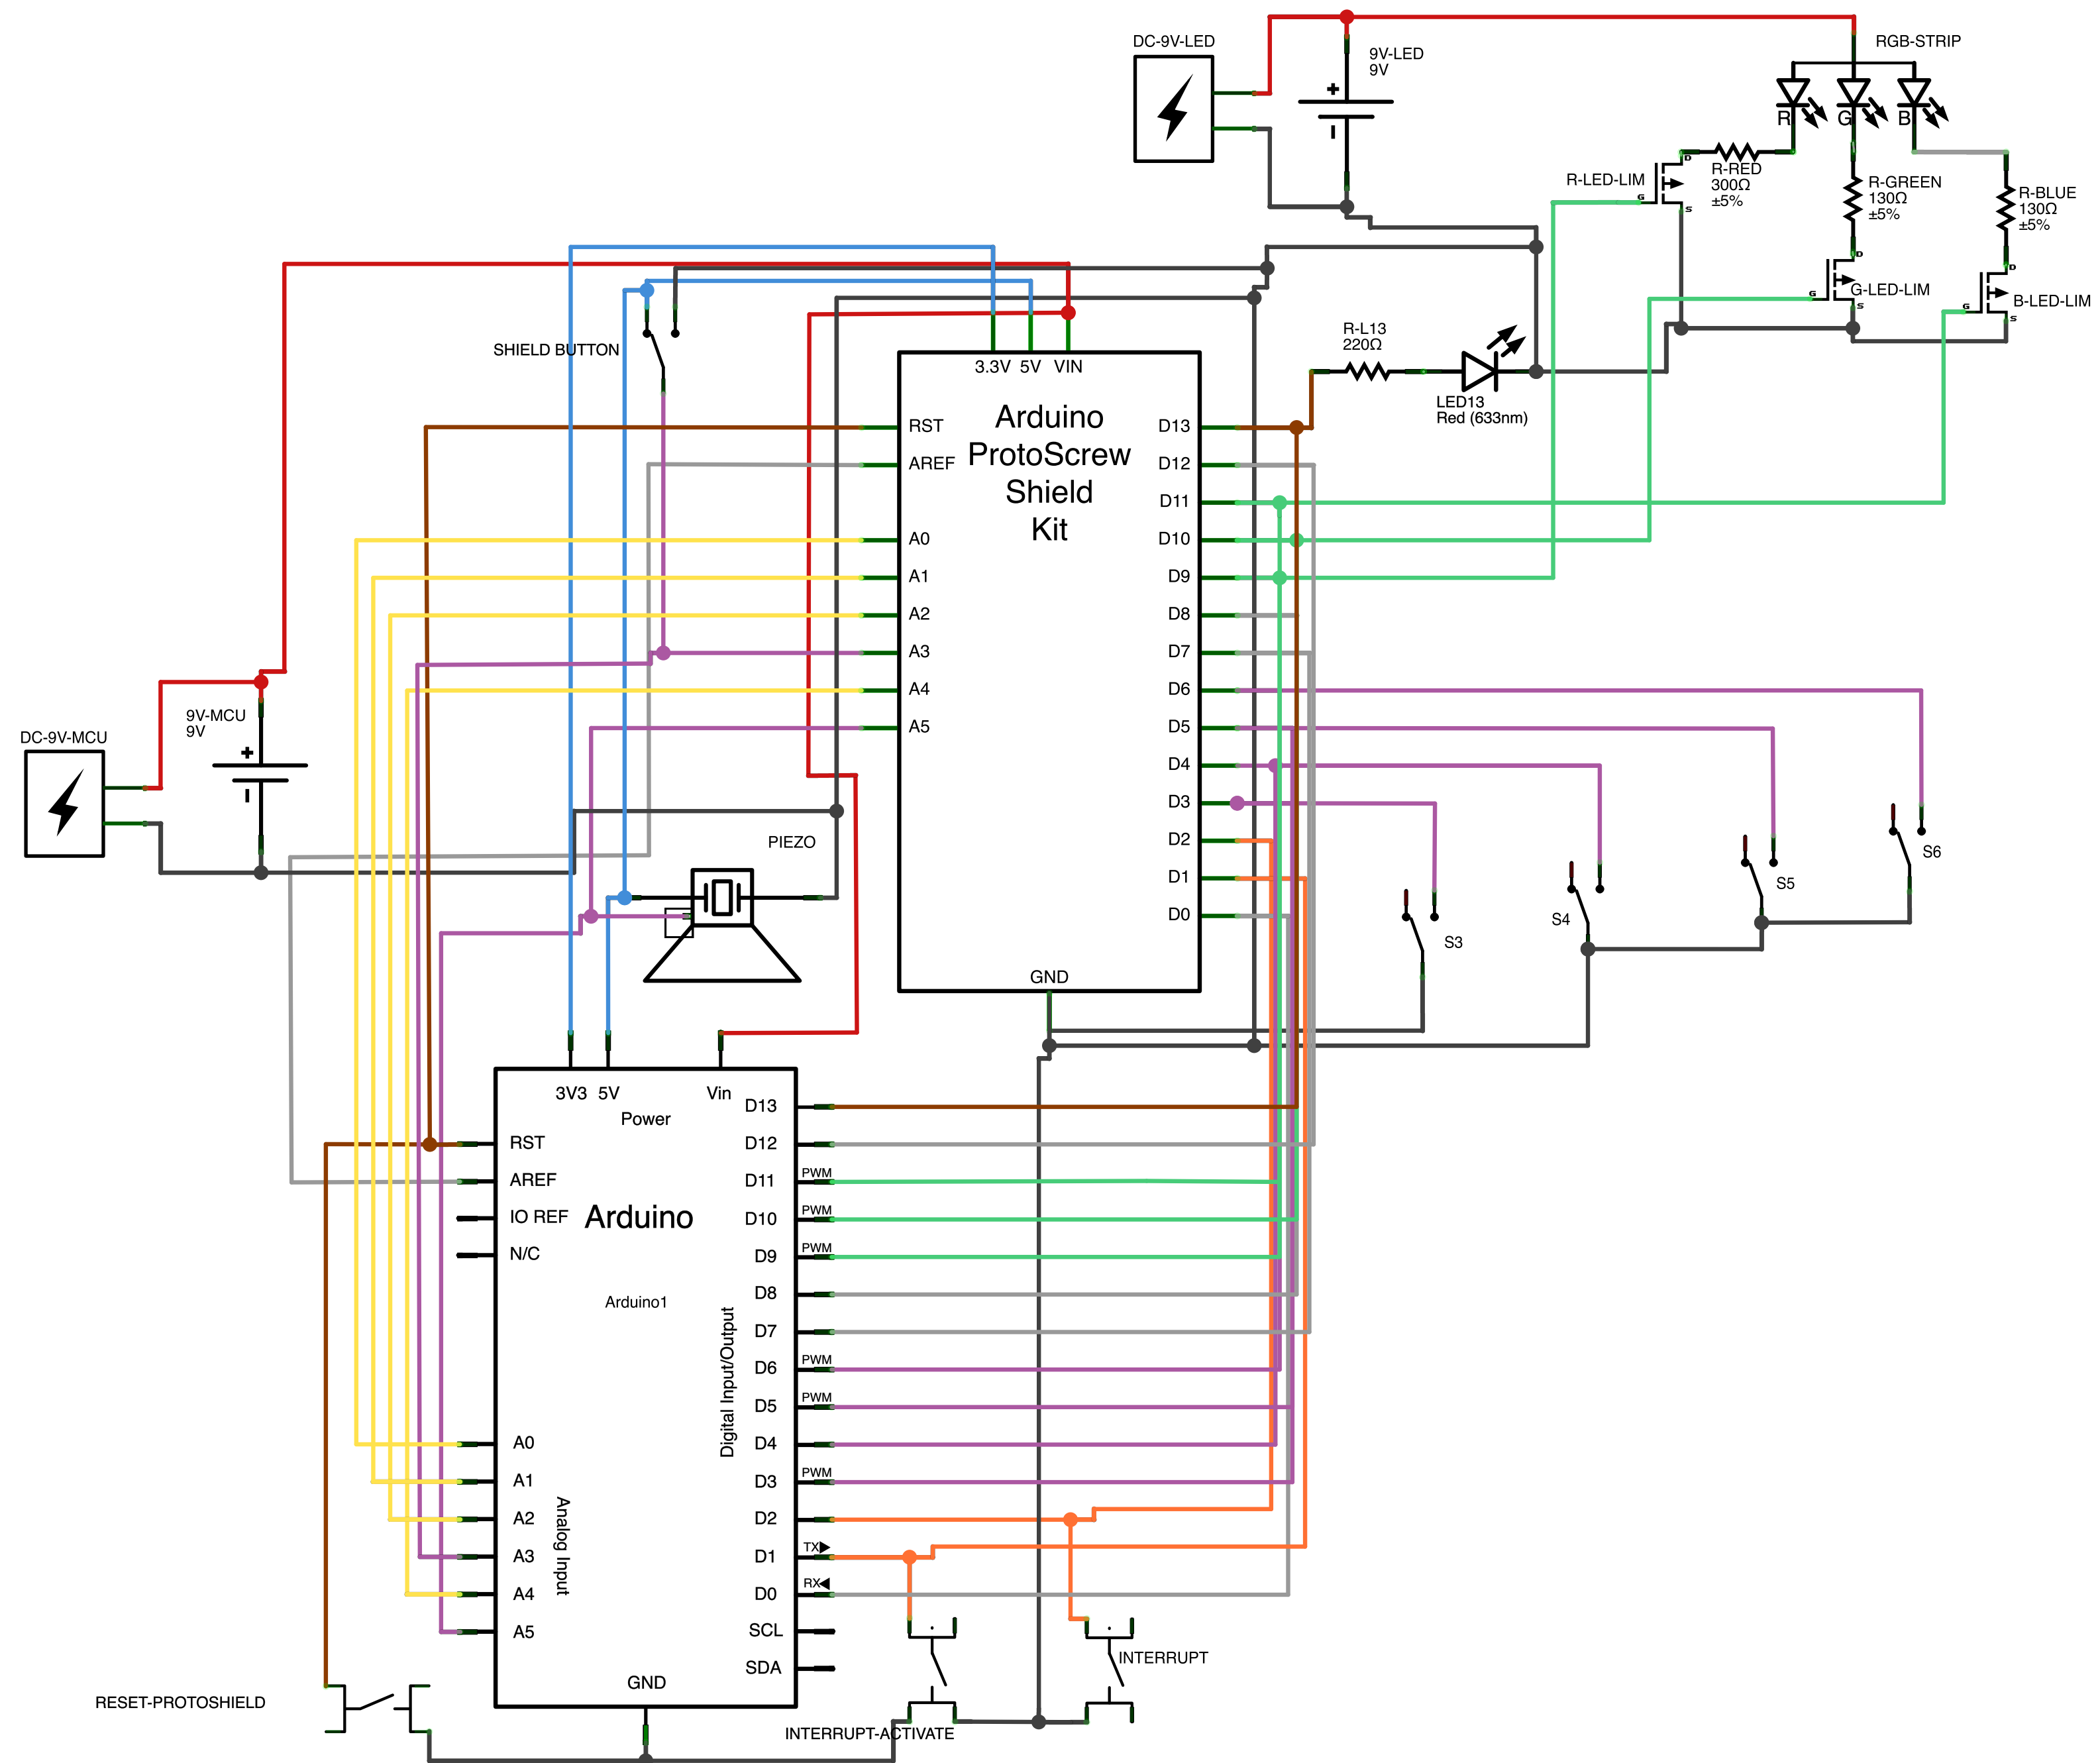 DC-9V-LED
9V-LED
9V
+
RGB-STRIP
R
G
B
R-LED-LIM
D
G
S
R-RED
300Ω
±5%
R-GREEN
130Ω
±5%
R-BLUE
130Ω
±5%
D
G
S
G-LED-LIM
D
G
S
B-LED-LIM
SHIELD BUTTON
R-L13
220Ω
LED13
Red (633nm)
3.3V 5V VIN
Arduino
ProtoScrew
Shield
Kit
RST
AREF
A0
A1
A2
A3
A4
A5
D13
D12
D11
D10
D9
D8
D7
D6
D5
D4
D3
D2
D1
D0
GND
DC-9V-MCU
9V-MCU
9V
+
PIEZO
S3
S4
S5
S6
3V3 5V Vin
Power
Arduino
Arduino1
RST
AREF
IO REF
N/C
A0
A1
A2
A3
A4
A5
Analog Input
Digital Input/Output
D13
D12
D11 PWM
D10 PWM
D9 PWM
D8
D7
D6 PWM
D5 PWM
D4
D3 PWM
D2
D1 TX
D0 RX
SCL
SDA
GND
RESET-PROTOSHIELD
INTERRUPT-ACTIVATE
INTERRUPT